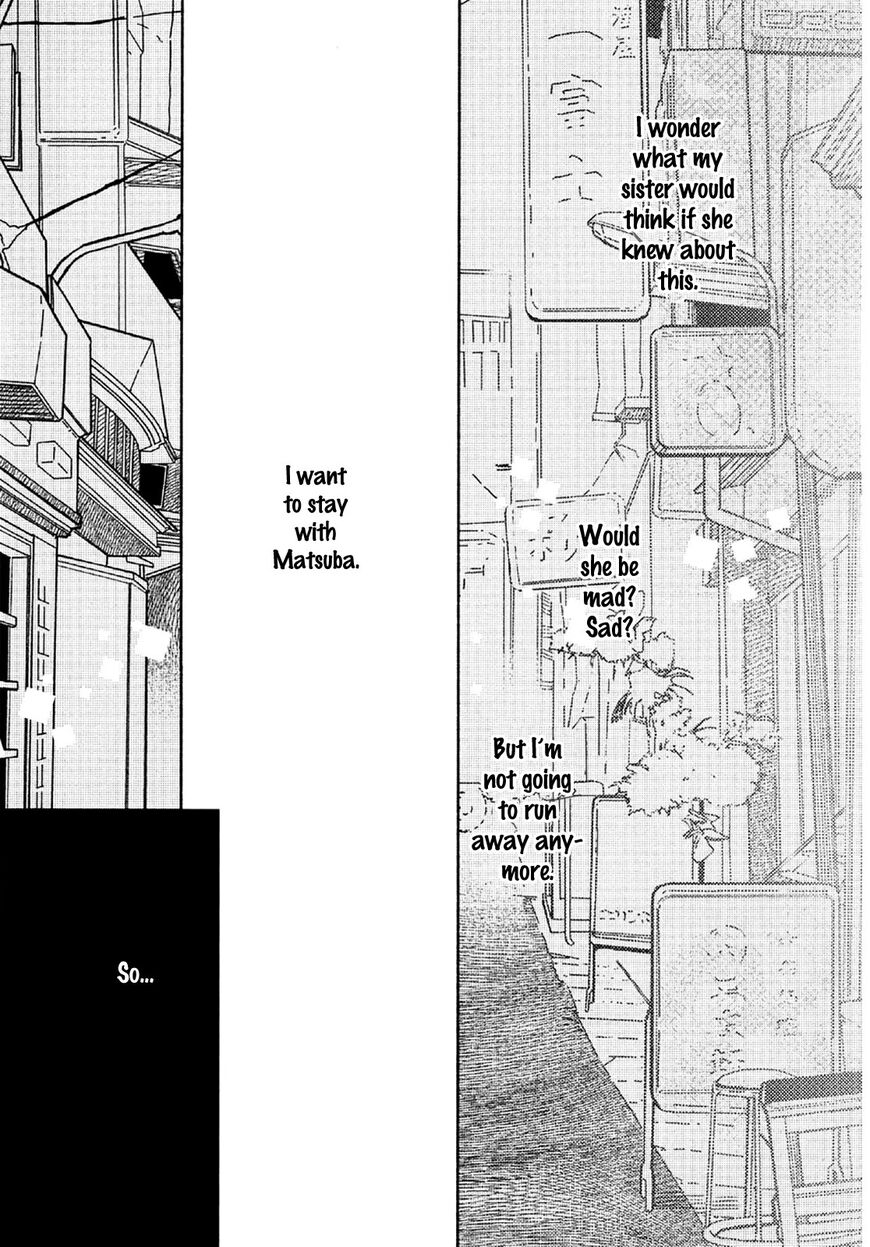 I wonder
what my
sister would
think if she
knew about
this.
Would
she be
mad?
Sad?
But I'm
not going
to run
away any-
more.
I want
to stay
with
Matsuba.
So...